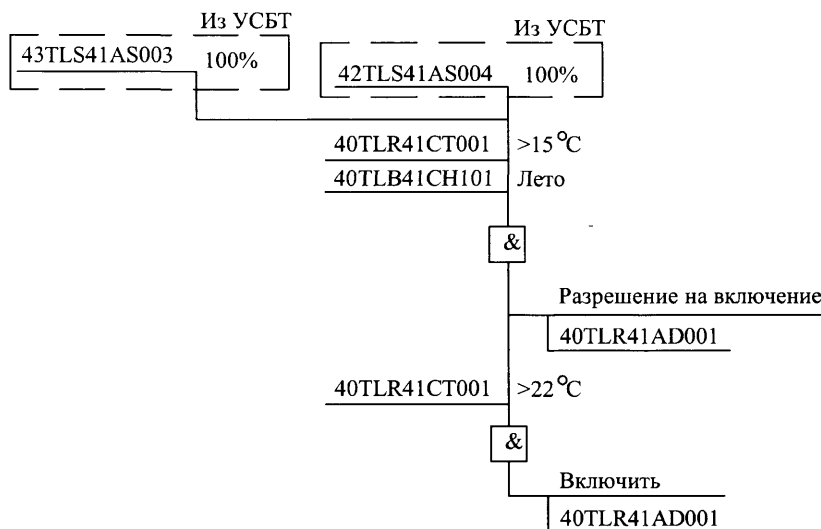 Из УСБТ
43TLS41AS003 100%
Из УСБТ
42TLS41AS004 100%
40TLR41CT001 >15 °C
40TLB41CH101 Лето
&
Разрешение на включение
40TLR41AD001
40TLR41CT001 >22 °C
&
Включить
40TLR41AD001